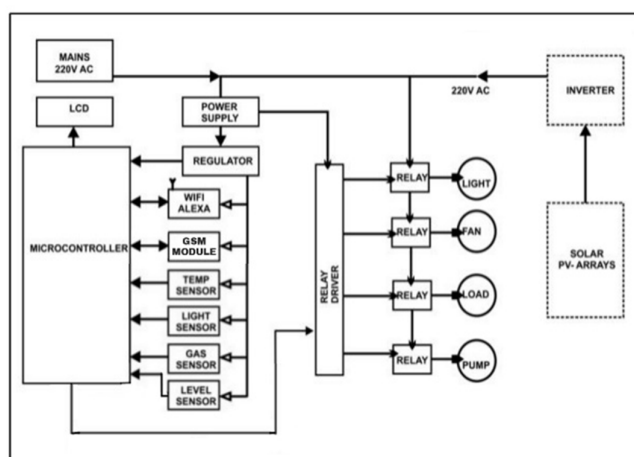 MAINS
220V AC
LCD
POWER
SUPPLY
220V AC
INVERTER
REGULATOR
MICROCONTROLLER
WIFI
ALEXA
GSM
MODULE
TEMP
SENSOR
LIGHT
SENSOR
GAS
SENSOR
LEVEL
SENSOR
RELAY
DRIVER
RELAY
LIGHT
RELAY
FAN
RELAY
LOAD
RELAY
PUMP
SOLAR
PV- ARRAYS